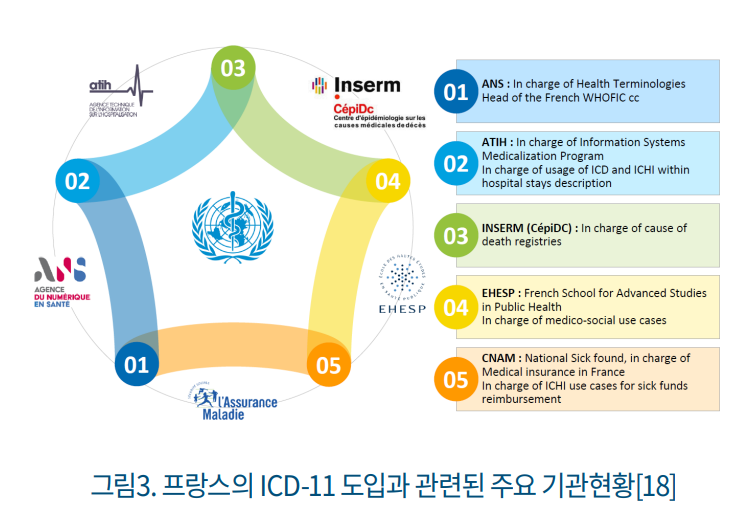 03
atih
AGENCE TECHNIQUE
DE L'INFORMATION
SUR L'HOSPITALISATION
Inserm
CépiDc
Centre d'épidémiologie sur les
causes médicales de décès
02
04
ANS
AGENCE
DU NUMÉRIQUE
EN SANTÉ
EHESP
01
05
l'Assurance
Maladie
01
ANS : In charge of Health Terminologies
Head of the French WHOFIC cc
02
ATIH : In charge of Information Systems
Medicalization Program
In charge of usage of ICD and ICHI within
hospital stays description
03
INSERM (CépiDC) : In charge of cause of
death registries
04
EHESP : French School for Advanced Studies
in Public Health
In charge of medico-social use cases
05
CNAM : National Sick found, in charge of
Medical insurance in France
In charge of ICHI use cases for sick funds
reimbursement
그림3. 프랑스의 ICD-11 도입과 관련된 주요 기관현황[18]